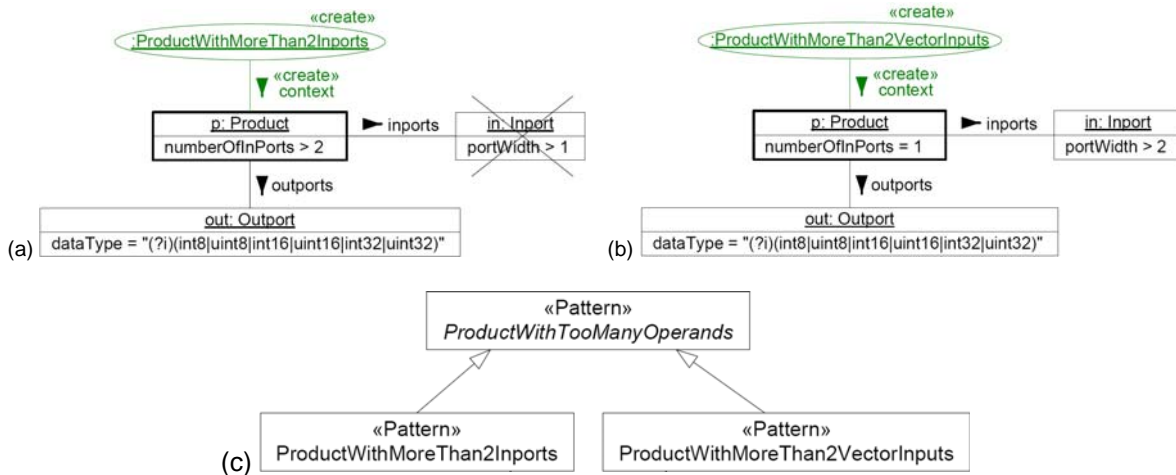 «create»
:ProductWithMoreThan2Inports
«create»
context
p: Product
numberOfInPorts > 2
inports
in: Inport
portWidth > 1
outports
out: Outport
dataType = "(?i)(int8|uint8|int16|uint16|int32|uint32)"
(a)
«create»
:ProductWithMoreThan2VectorInputs
«create»
context
p: Product
numberOfInPorts = 1
inports
in: Inport
portWidth > 2
outports
out: Outport
dataType = "(?i)(int8|uint8|int16|uint16|int32|uint32)"
(b)
«Pattern»
ProductWithTooManyOperands
«Pattern»
ProductWithMoreThan2Inports
«Pattern»
ProductWithMoreThan2VectorInputs
(c)